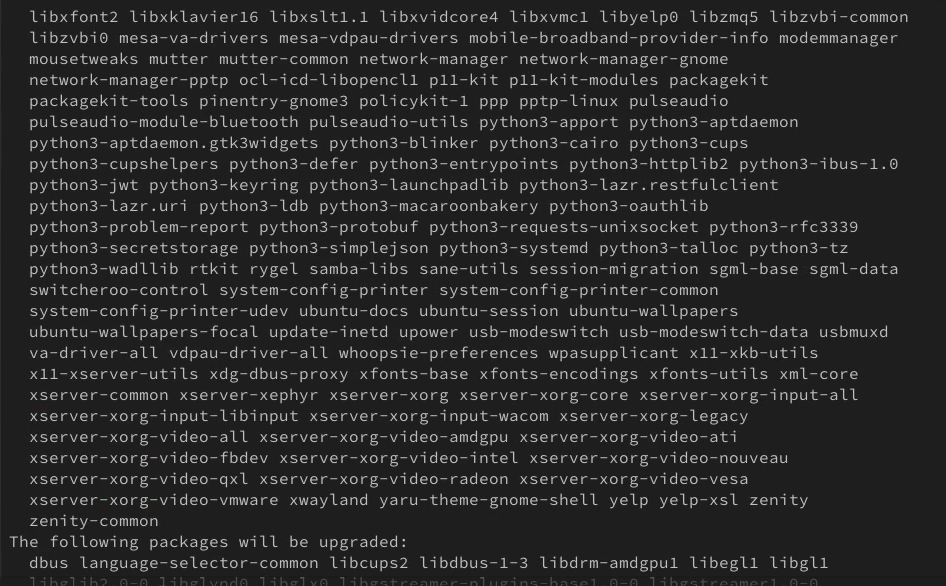 libxfont2 libxklavier16 libxslt1.1 libxvidcore4 libxvmc1 libyelp0 libzmq5 libzvbi-common
libzvbi0 mesa-va-drivers mesa-vdpau-drivers mobile-broadband-provider-info modemmanager
mousetweaks mutter mutter-common network-manager network-manager-gnome
network-manager-pptp ocl-icd-libopencl1 p11-kit p11-kit-modules packagekit
packagekit-tools pinentry-gnome3 policykit-1 ppp pptp-linux pulseaudio
pulseaudio-module-bluetooth pulseaudio-utils python3-apport python3-aptdaemon
python3-aptdaemon.gtk3widgets python3-blinker python3-cairo python3-cups
python3-cupshelpers python3-defer python3-entrypoints python3-httplib2 python3-ibus-1.0
python3-jwt python3-keyring python3-launchpadlib python3-lazr.restfulclient
python3-lazr.uri python3-ldb python3-macaroonbakery python3-oauthlib
python3-problem-report python3-protobuf python3-requests-unixsocket python3-rfc3339
python3-secretstorage python3-simplejson python3-systemd python3-talloc python3-tz
python3-wadllib rtkit rygel samba-libs sane-utils session-migration sgml-base sgml-data
switcheroo-control system-config-printer system-config-printer-common
system-config-printer-udev ubuntu-docs ubuntu-session ubuntu-wallpapers
ubuntu-wallpapers-focal update-inetd upower usb-modeswitch usb-modeswitch-data usbmuxd
va-driver-all vdpau-driver-all whoopsie-preferences wpasupplicant x11-xkb-utils
x11-xserver-utils xdg-dbus-proxy xfonts-base xfonts-encodings xfonts-utils xml-core
xserver-common xserver-xephyr xserver-xorg xserver-xorg-core xserver-xorg-input-all
xserver-xorg-input-libinput xserver-xorg-input-wacom xserver-xorg-legacy
xserver-xorg-video-all xserver-xorg-video-amdgpu xserver-xorg-video-ati
xserver-xorg-video-fbdev xserver-xorg-video-intel xserver-xorg-video-nouveau
xserver-xorg-video-qxl xserver-xorg-video-radeon xserver-xorg-video-vesa
xserver-xorg-video-vmware xwayland yaru-theme-gnome-shell yelp yelp-xsl zenity
zenity-common
The following packages will be upgraded:
dbus language-selector-common libcups2 libdbus-1-3 libdrm-amdgpu1 libegl1 libgl1
libglib2.0-0 libglvnd0 libglx0 libgstreamer-plugins-base1.0-0 libgstreamer1.0-0